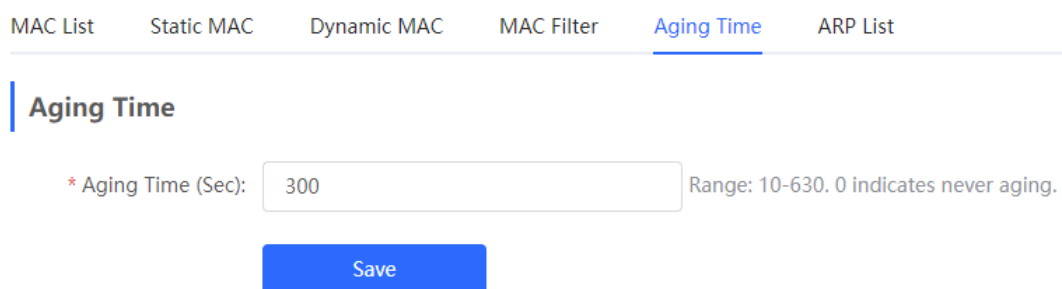 MAC List Static MAC Dynamic MAC MAC Filter Aging Time ARP List
Aging Time
* Aging Time (Sec): 300 Range: 10-630. 0 indicates never aging.
Save